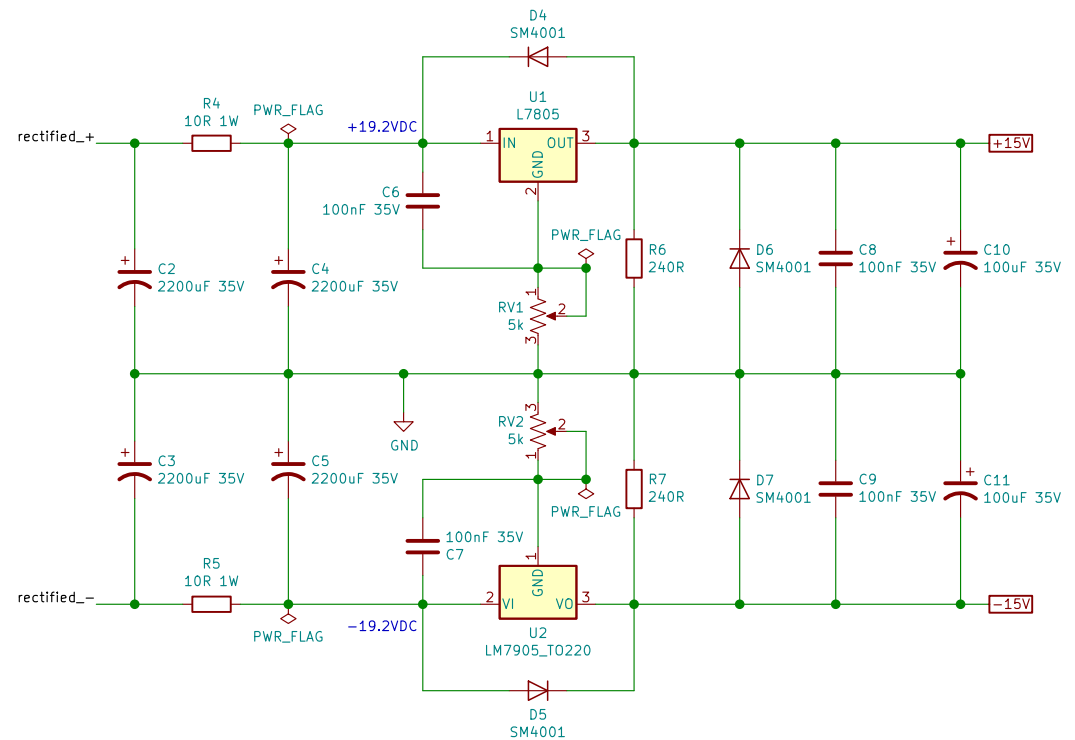 D4
SM4001
U1
L7805
R4
10R 1W
PWR_FLAG
rectified_+
+19.2VDC
1
IN
OUT
3
GND
2
+15V
C6
100nF 35V
PWR_FLAG
R6
240R
D6
SM4001
C8
100nF 35V
+
C10
100uF 35V
+
C2
2200uF 35V
+
C4
2200uF 35V
RV1
5k
1
2
3
GND
RV2
5k
3
2
1
+
C3
2200uF 35V
+
C5
2200uF 35V
R7
240R
D7
SM4001
C9
100nF 35V
+
C11
100uF 35V
PWR_FLAG
100nF 35V
C7
R5
10R 1W
rectified_-
1
GND
2
VI
VO
3
-15V
-19.2VDC
PWR_FLAG
U2
LM7905_TO220
D5
SM4001